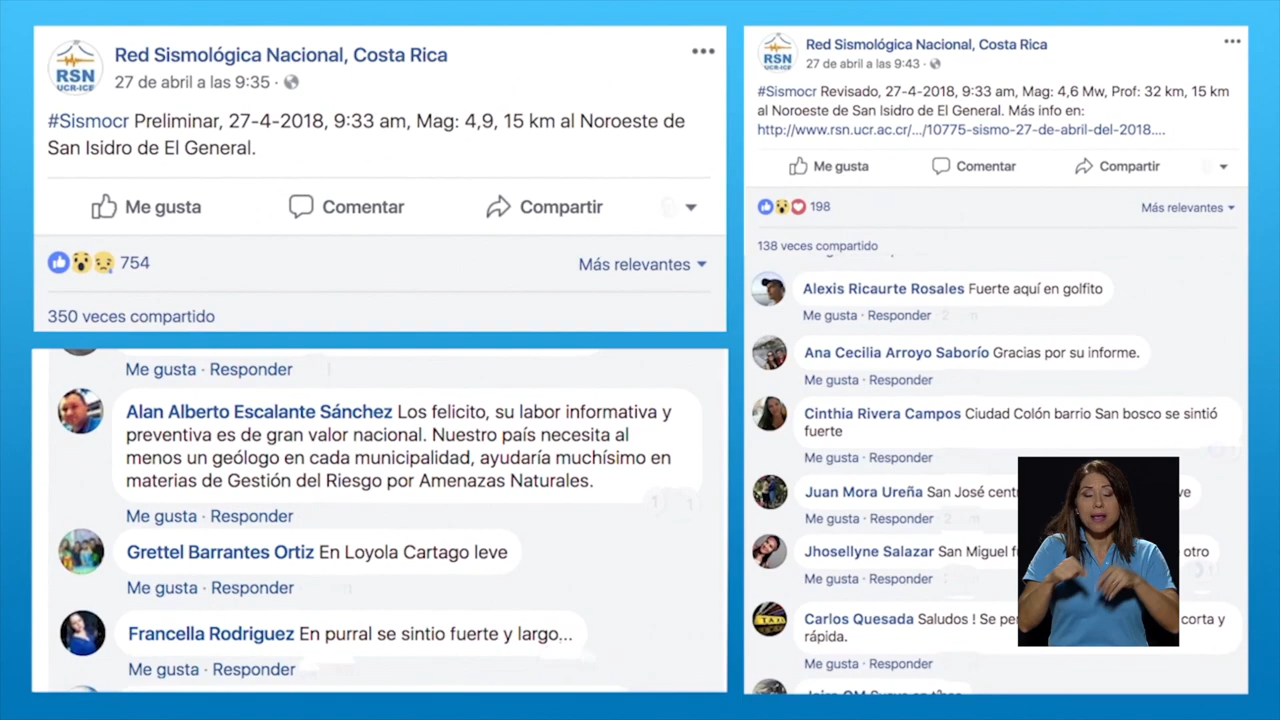 RSN
UCR-ICE
Red Sismológica Nacional, Costa Rica
27 de abril a las 9:35 ·
#Sismocr Preliminar, 27-4-2018, 9:33 am, Mag: 4,9, 15 km al Noroeste de
San Isidro de El General.
Me gusta Comentar Compartir
754 Más relevantes
350 veces compartido
Me gusta · Responder
Alan Alberto Escalante Sánchez Los felicito, su labor informativa y
preventiva es de gran valor nacional. Nuestro país necesita al
menos un geólogo en cada municipalidad, ayudaría muchísimo en
materias de Gestión del Riesgo por Amenazas Naturales.
Me gusta · Responder
Grettel Barrantes Ortiz En Loyola Cartago leve
Me gusta · Responder
Francella Rodriguez En purral se sintio fuerte y largo...
Me gusta · Responder
RSN
UCR-ICE
Red Sismológica Nacional, Costa Rica
27 de abril a las 9:43 ·
#Sismocr Revisado, 27-4-2018, 9:33 am, Mag: 4,6 Mw, Prof: 32 km, 15 km
al Noroeste de San Isidro de El General. Más info en:
http://www.rsn.ucr.ac.cr/.../10775-sismo-27-de-abril-del-2018....
Me gusta Comentar Compartir
198 Más relevantes
138 veces compartido
Alexis Ricaurte Rosales Fuerte aquí en golfito
Me gusta · Responder
Ana Cecilia Arroyo Saborío Gracias por su informe.
Me gusta · Responder
Cinthia Rivera Campos Ciudad Colón barrio San bosco se sintió
fuerte
Me gusta · Responder
Juan Mora Ureña San José
Me gusta · Responder
Jhosellyne Salazar San Miguel otro
Me gusta · Responder
Carlos Quesada Saludos ! Se corta y
rápida.
Me gusta · Responder